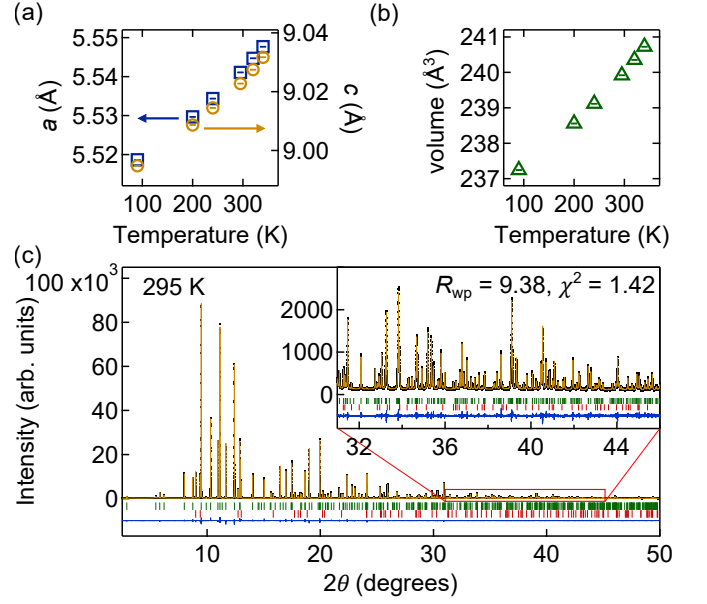 (a)
5.55
5.54
5.53
5.52
a (Å)
9.04
9.02
9.00
c (Å)
100 200 300
Temperature (K)
(b)
241
240
239
238
237
volume (Å³)
100 200 300
Temperature (K)
(c)
100 ×10³
80
60
40
20
0
Intensity (arb. units)
295 K
R_wp = 9.38, χ² = 1.42
2000
1000
0
32 36 40 44
10 20 30 40 50
2θ (degrees)